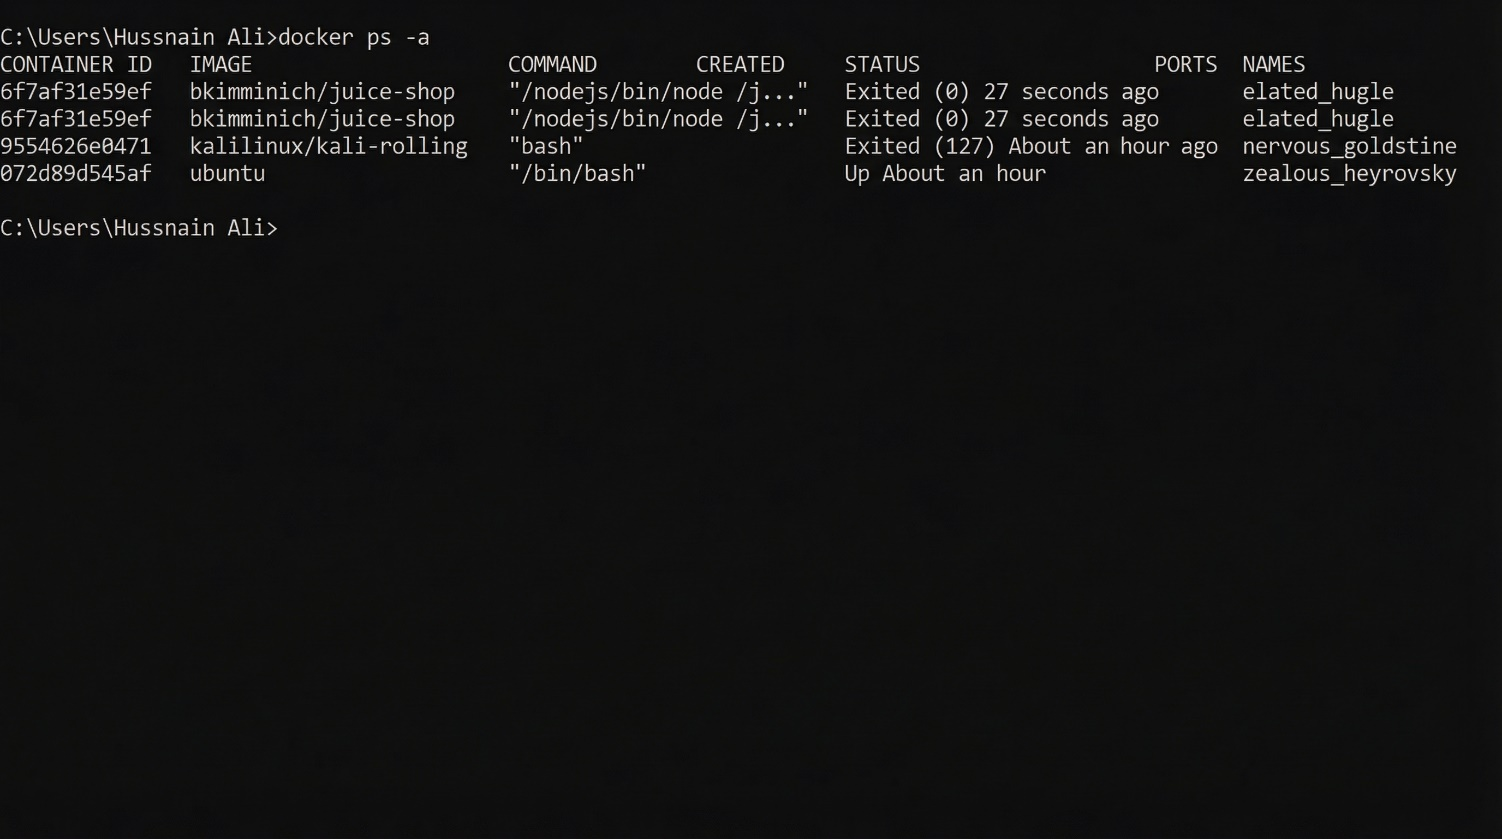 C:\Users\Hussnain Ali>docker ps -a
CONTAINER ID   IMAGE                     COMMAND        CREATED     STATUS                   PORTS  NAMES
6f7af31e59ef   bkimminich/juice-shop     "/nodejs/bin/node /j..."   Exited (0) 27 seconds ago       elated_hugle
6f7af31e59ef   bkimminich/juice-shop     "/nodejs/bin/node /j..."   Exited (0) 27 seconds ago       elated_hugle
9554626e0471   kalilinux/kali-rolling    "bash"                     Exited (127) About an hour ago  nervous_goldstine
072d89d545af   ubuntu                    "/bin/bash"                Up About an hour                zealous_heyrovsky
C:\Users\Hussnain Ali>